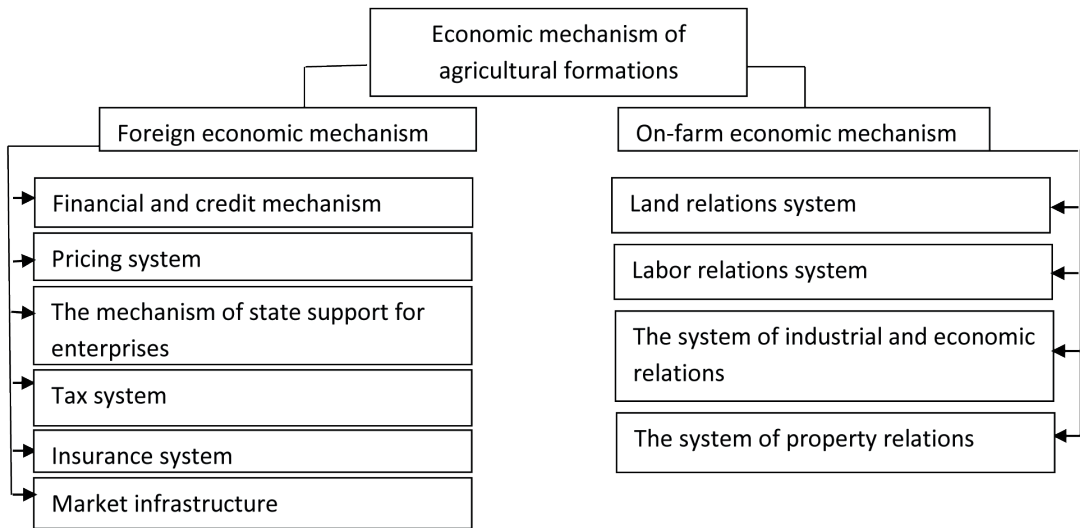 Economic mechanism of
agricultural formations
Foreign economic mechanism
Financial and credit mechanism
Pricing system
The mechanism of state support for
enterprises
Tax system
Insurance system
Market infrastructure
On-farm economic mechanism
Land relations system
Labor relations system
The system of industrial and economic
relations
The system of property relations